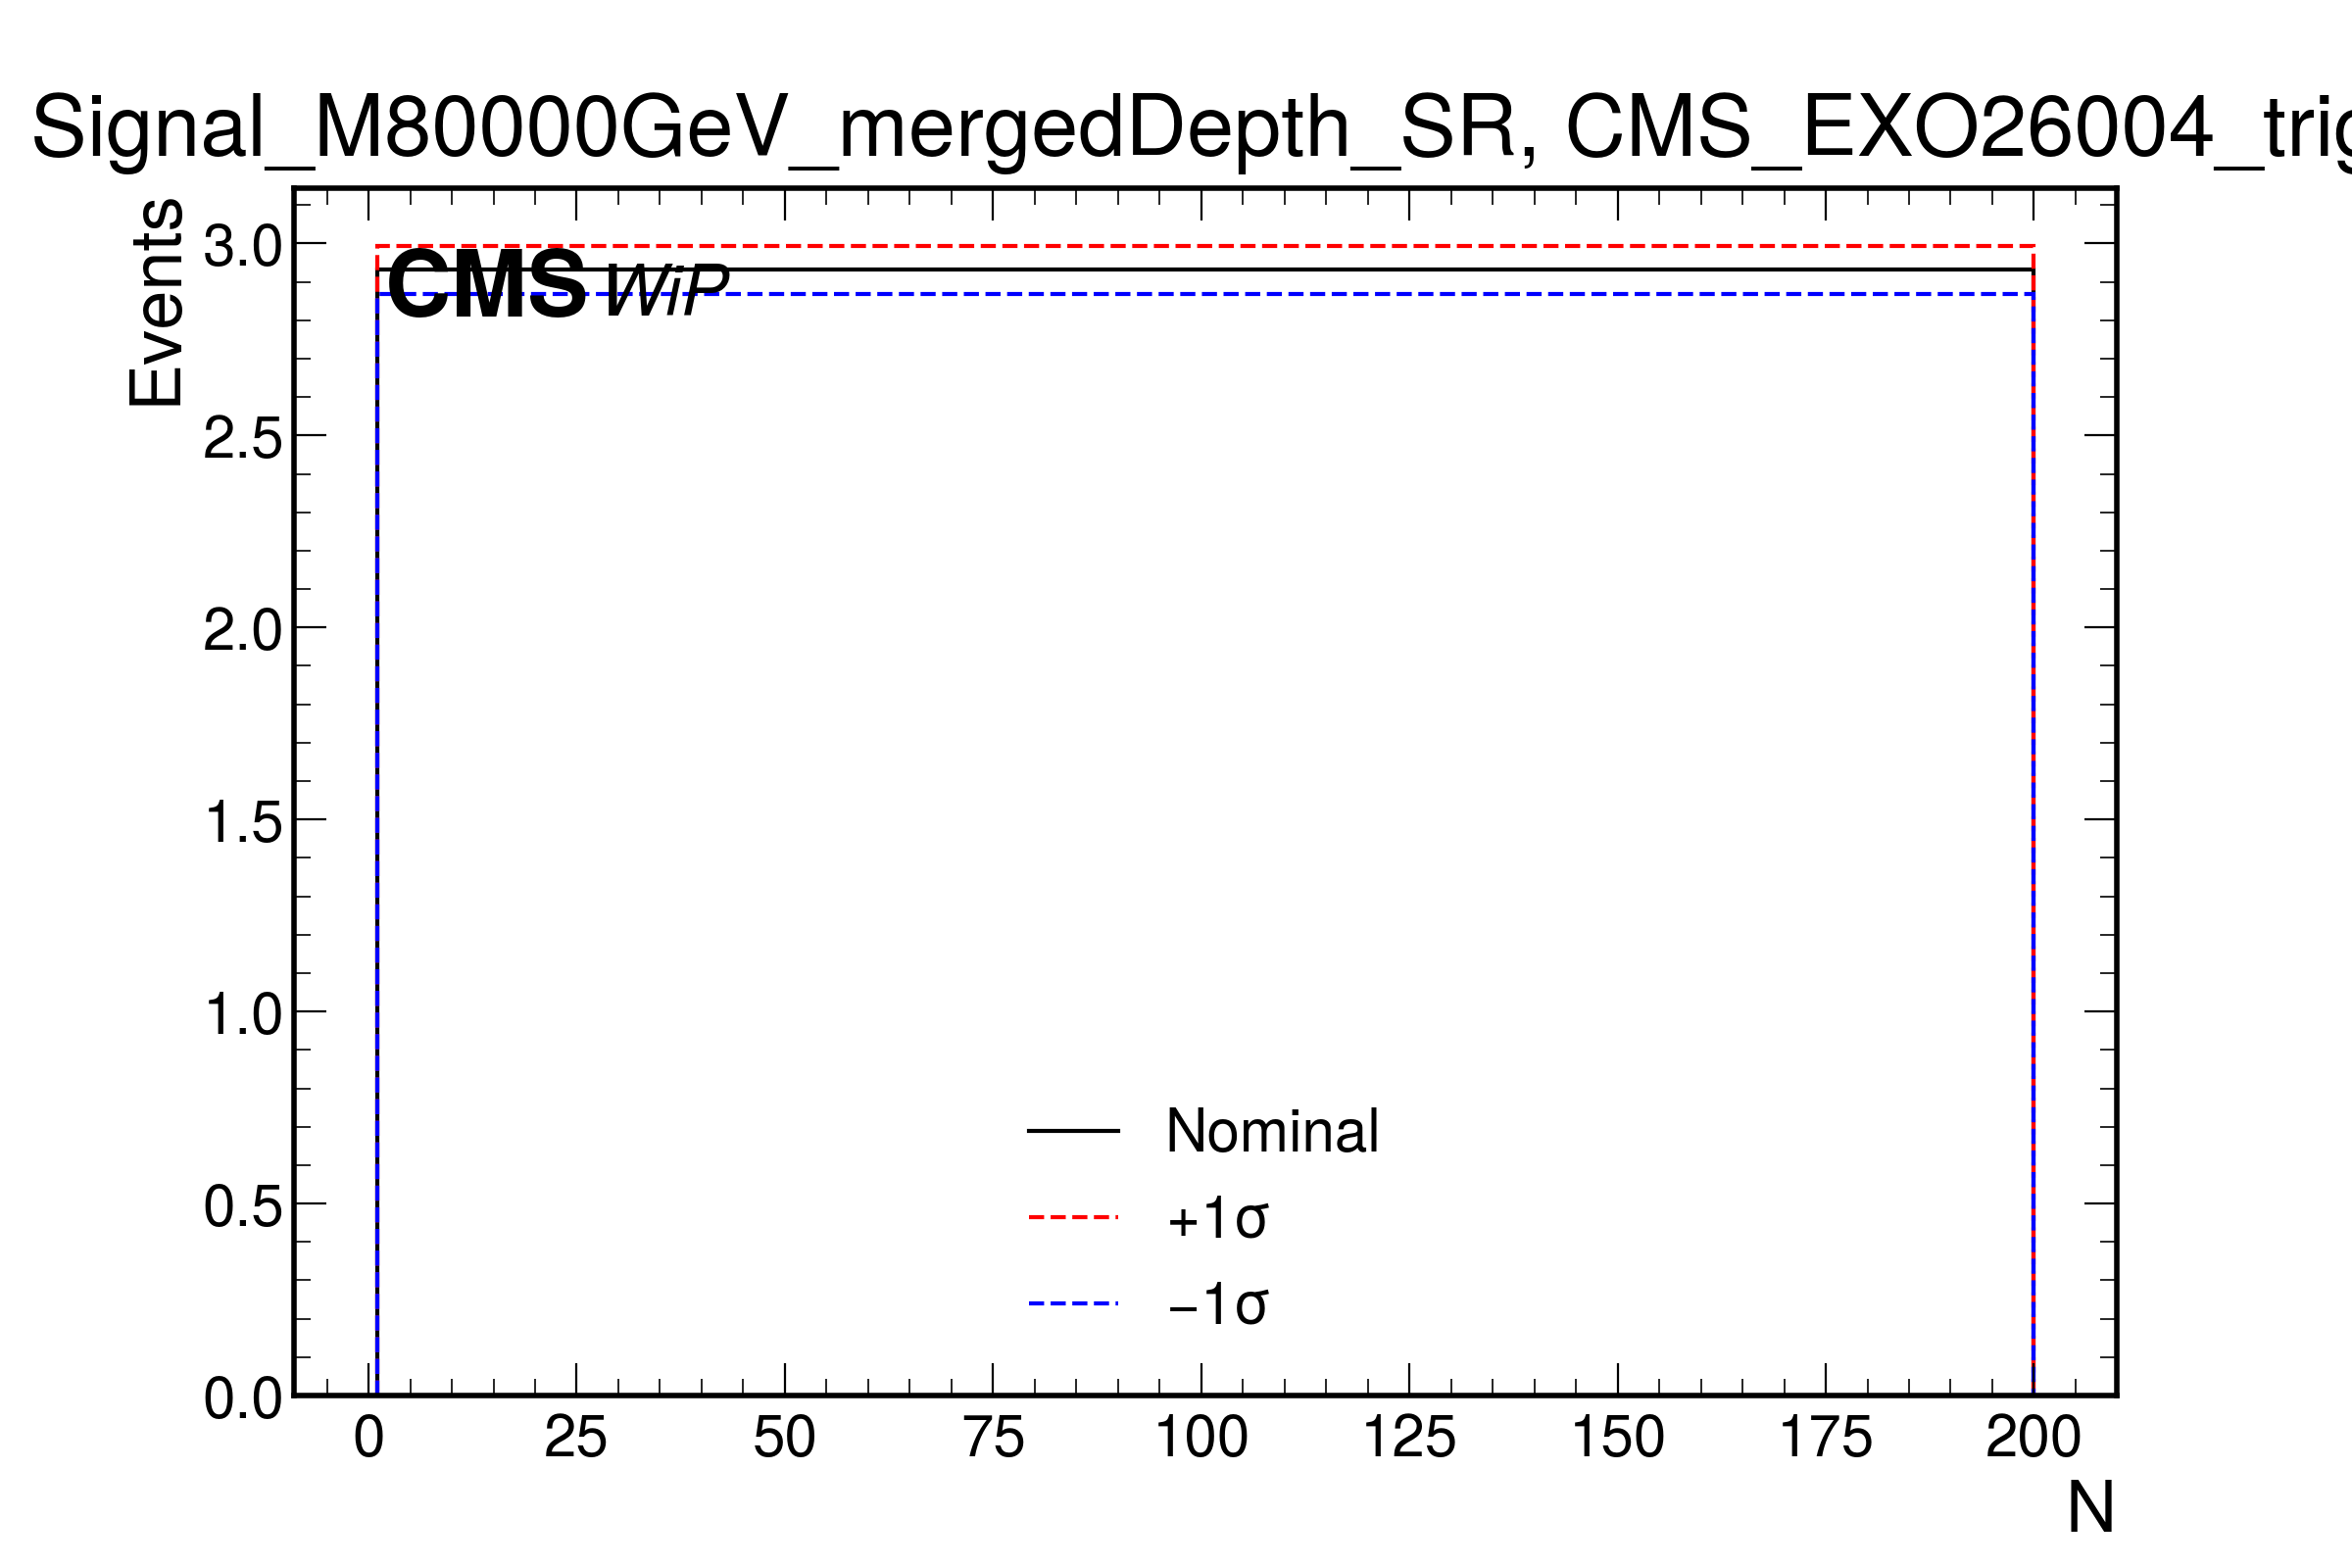 Signal_M80000GeV_mergedDepth_SR, CMS_EXO26004_trig
Events
CMS WiP
3.0
2.5
2.0
1.5
1.0
0.5
0.0
Nominal
+1σ
−1σ
0 25 50 75 100 125 150 175 200
N